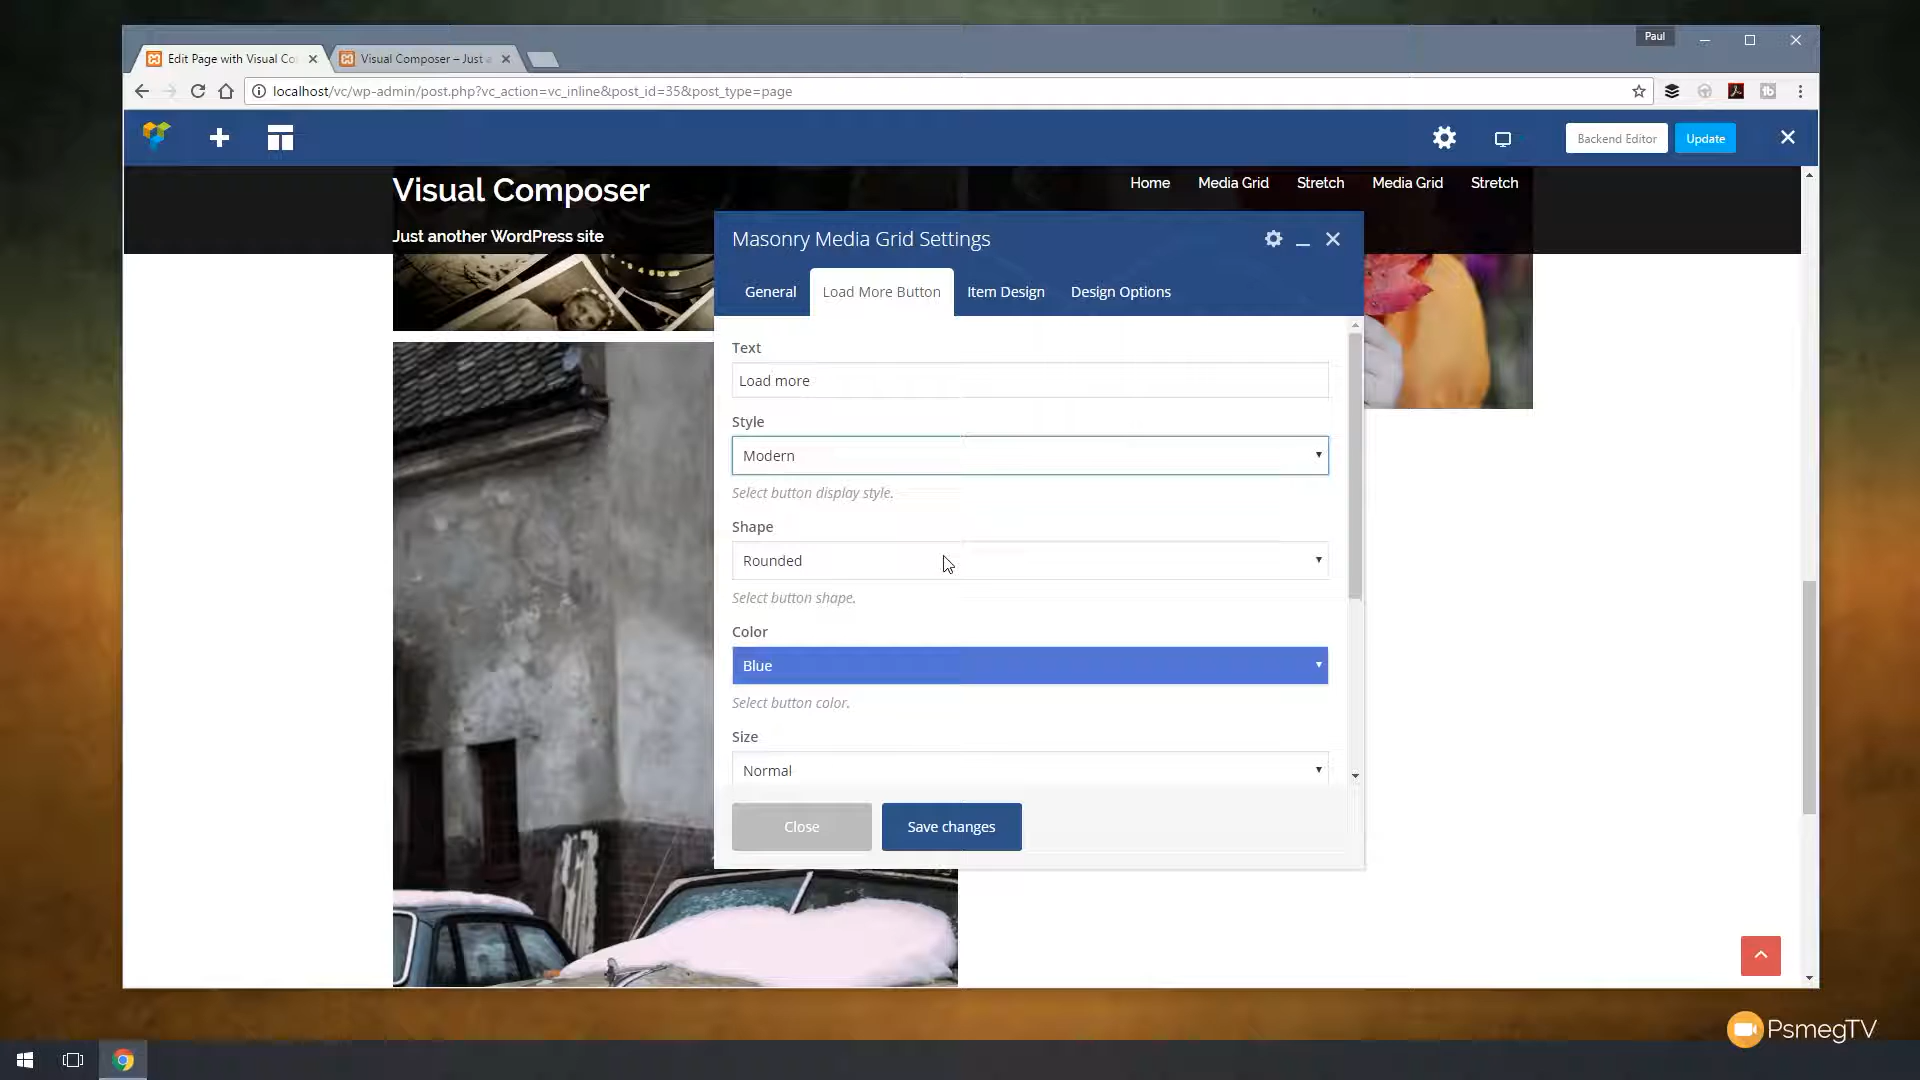 Paul
Edit Page with Visual Co
Visual Composer – Just a
localhost/vc/wp-admin/post.php?vc_action=vc_inline&post_id=35&post_type=page
Backend Editor
Update
Visual Composer
Home
Media Grid
Stretch
Media Grid
Stretch
Just another WordPress site
Masonry Media Grid Settings
General
Load More Button
Item Design
Design Options
Text
Load more
Style
Modern
Select button display style.
Shape
Rounded
Select button shape.
Color
Blue
Select button color.
Size
Normal
Close
Save changes
PsmegTV